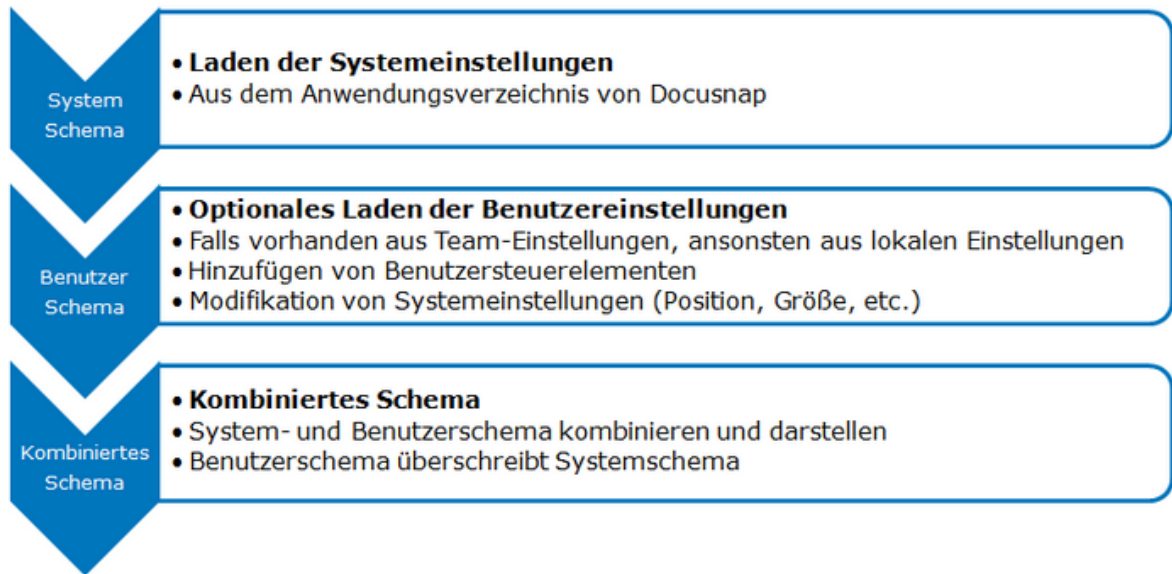 System
Schema
• Laden der Systemeinstellungen
• Aus dem Anwendungsverzeichnis von Docusnap
Benutzer
Schema
• Optionales Laden der Benutzereinstellungen
• Falls vorhanden aus Team-Einstellungen, ansonsten aus lokalen Einstellungen
• Hinzufügen von Benutzersteuerelementen
• Modifikation von Systemeinstellungen (Position, Größe, etc.)
Kombiniertes
Schema
• Kombiniertes Schema
• System- und Benutzerschema kombinieren und darstellen
• Benutzerschema überschreibt Systemschema